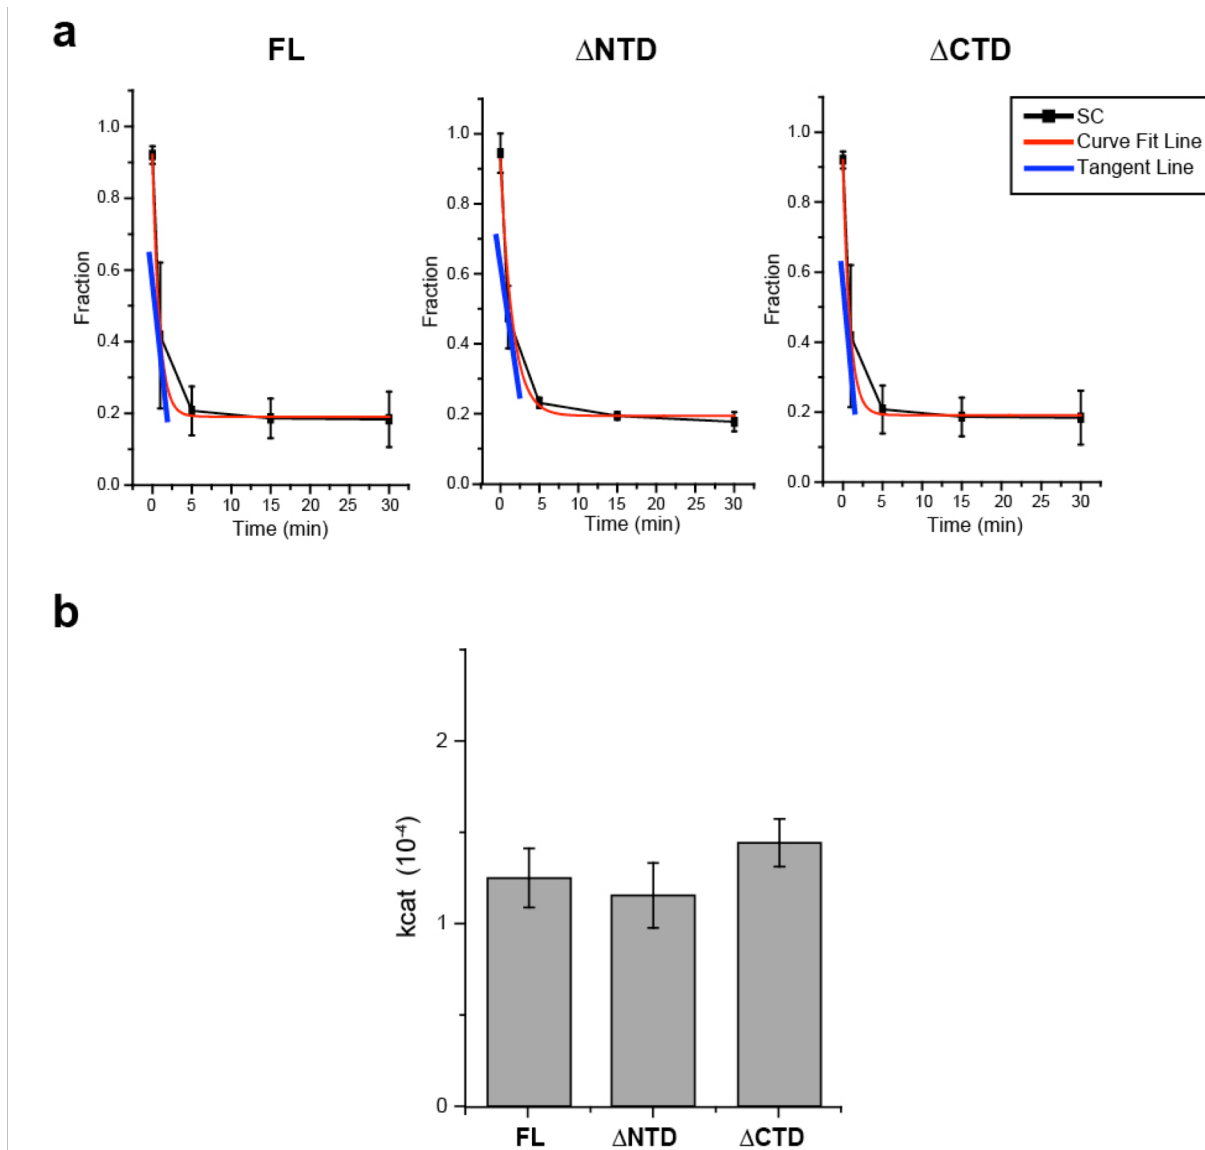 a
FL
ΔNTD
ΔCTD
SC
Curve Fit Line
Tangent Line
Fraction
1.0
0.8
0.6
0.4
0.2
0.0
0 5 10 15 20 25 30
Time (min)
Fraction
1.0
0.8
0.6
0.4
0.2
0.0
0 5 10 15 20 25 30
Time (min)
Fraction
1.0
0.8
0.6
0.4
0.2
0.0
0 5 10 15 20 25 30
Time (min)
b
kcat (10⁻⁴)
2
1
0
FL ΔNTD ΔCTD